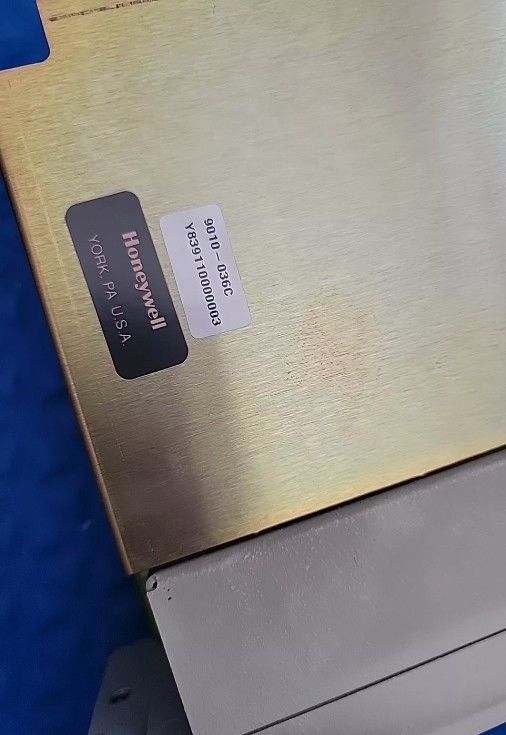 Honeywell
YORK, PA U.S.A.
9010-036C
Y839110000003